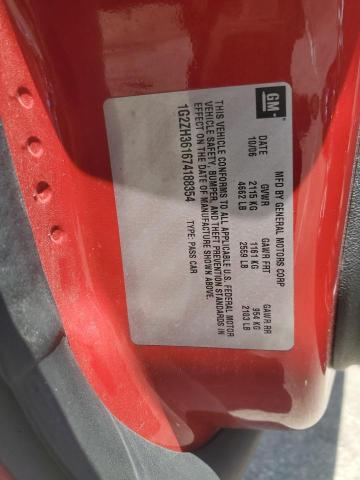 GM
MFD BY GENERAL MOTORS CORP
DATE GVWR GAWR FRT GAWR RR
10/06 2115 KG 1161 KG 954 KG
4662 LB 2559 LB 2103 LB
THIS VEHICLE CONFORMS TO ALL APPLICABLE U.S. FEDERAL MOTOR
VEHICLE SAFETY, BUMPER, AND THEFT PREVENTION STANDARDS IN
EFFECT ON THE DATE OF MANUFACTURE SHOWN ABOVE.
1G2ZH361674188354 TYPE: PASS CAR